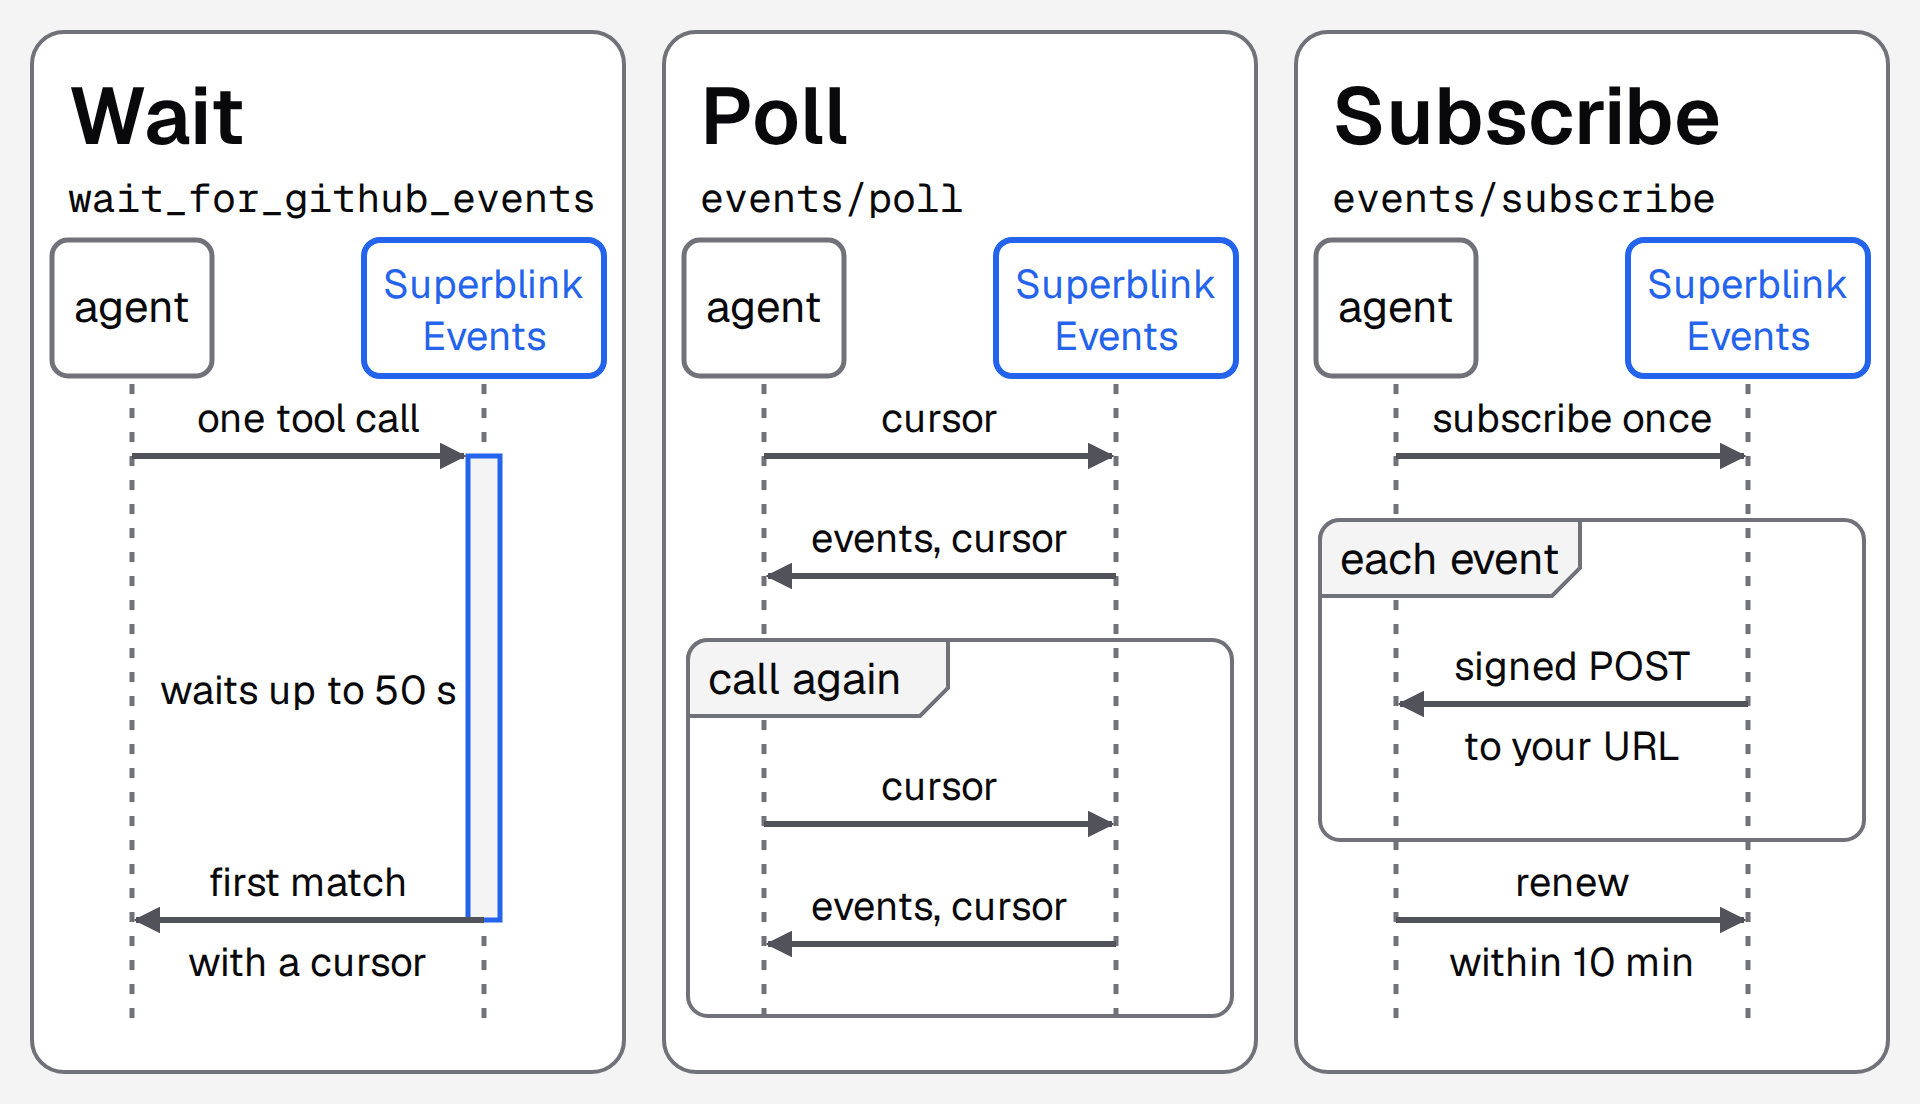 Wait
wait_for_github_events
agent
Superblink
Events
one tool call
waits up to 50 s
first match
with a cursor
Poll
events/poll
agent
Superblink
Events
cursor
events, cursor
call again
cursor
events, cursor
Subscribe
events/subscribe
agent
Superblink
Events
subscribe once
each event
signed POST
to your URL
renew
within 10 min